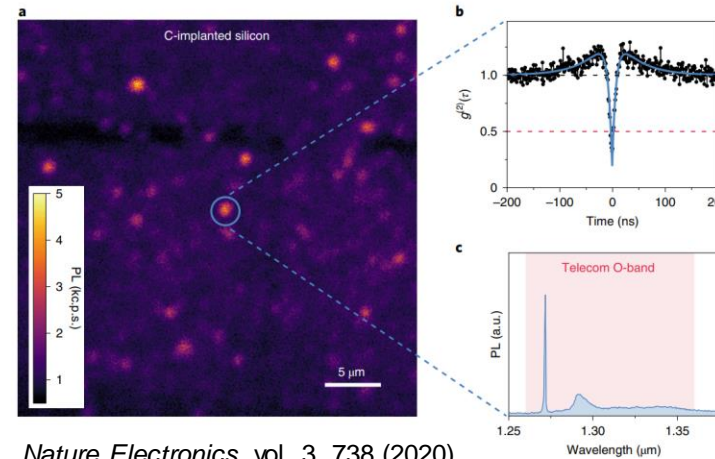 a
C-implanted silicon
5
4
3
2
1
PL (kc.p.s.)
5 μm
b
g(2)(τ)
1.0
0.5
0
−200
−100
0
100
Time (ns)
c
Telecom O-band
PL (a.u.)
1.25
1.30
1.35
Wavelength (μm)
Nature Electronics, vol. 3, 738 (2020)